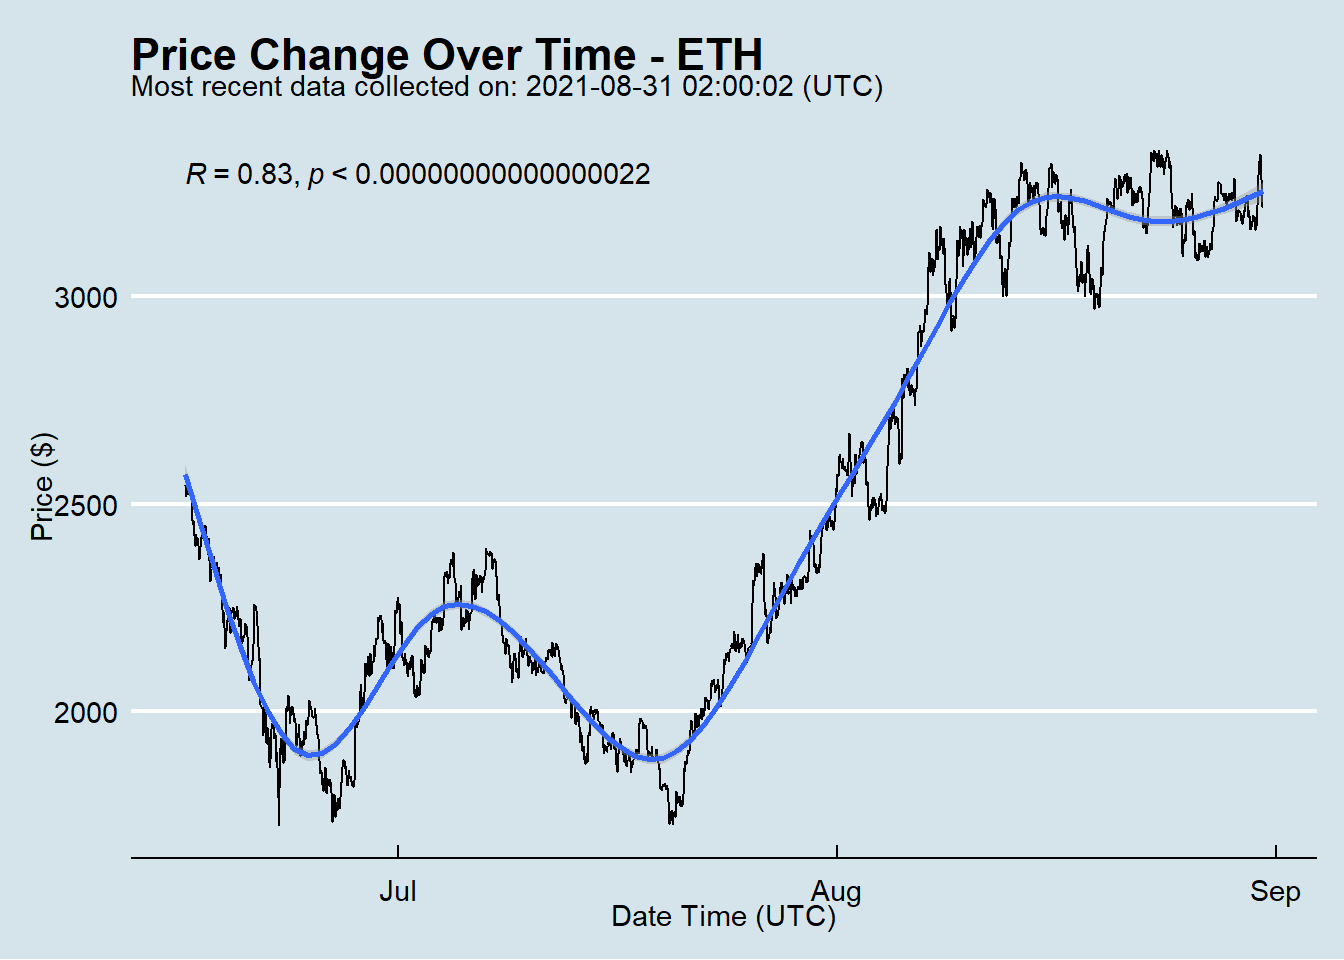 Price Change Over Time - ETH
Most recent data collected on: 2021-08-31 02:00:02 (UTC)
R = 0.83, p < 0.00000000000000022
3000
2500
2000
Price ($)
Jul
Aug
Sep
Date Time (UTC)